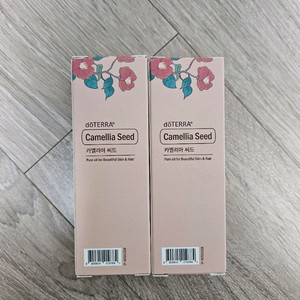 dōTERRA®
Camellia Seed
카멜리아 씨드
Pure oil for Beautiful Skin & Hair
dōTERRA®
Camellia Seed
카멜리아 씨드
Pure oil for Beautiful Skin & Hair